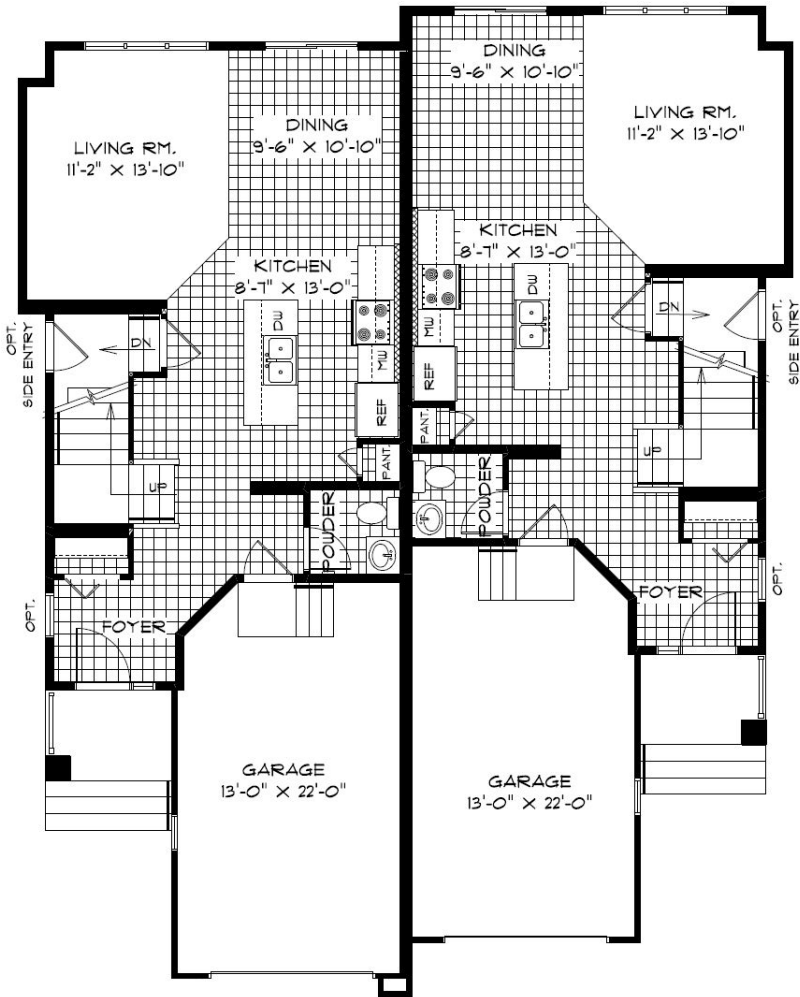 DINING
9'-6" X 10'-10"
LIVING RM.
11'-2" X 13'-10"
DINING
9'-6" X 10'-10"
LIVING RM.
11'-2" X 13'-10"
KITCHEN
8'-7" X 13'-0"
KITCHEN
8'-7" X 13'-0"
DW
MW
REF
PANT.
DN
OPT.
SIDE ENTRY
UP
POWDER
FOYER
OPT.
DW
MW
REF
PANT.
DN
OPT.
SIDE ENTRY
UP
POWDER
FOYER
OPT.
GARAGE
13'-0" X 22'-0"
GARAGE
13'-0" X 22'-0"